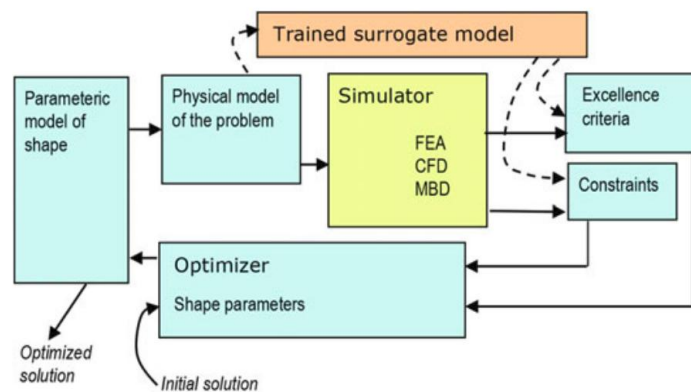 Trained surrogate model
Parameteric
model of
shape
Physical model
of the problem
Simulator
FEA
CFD
MBD
Excellence
criteria
Constraints
Optimizer
Shape parameters
Optimized
solution
Initial solution